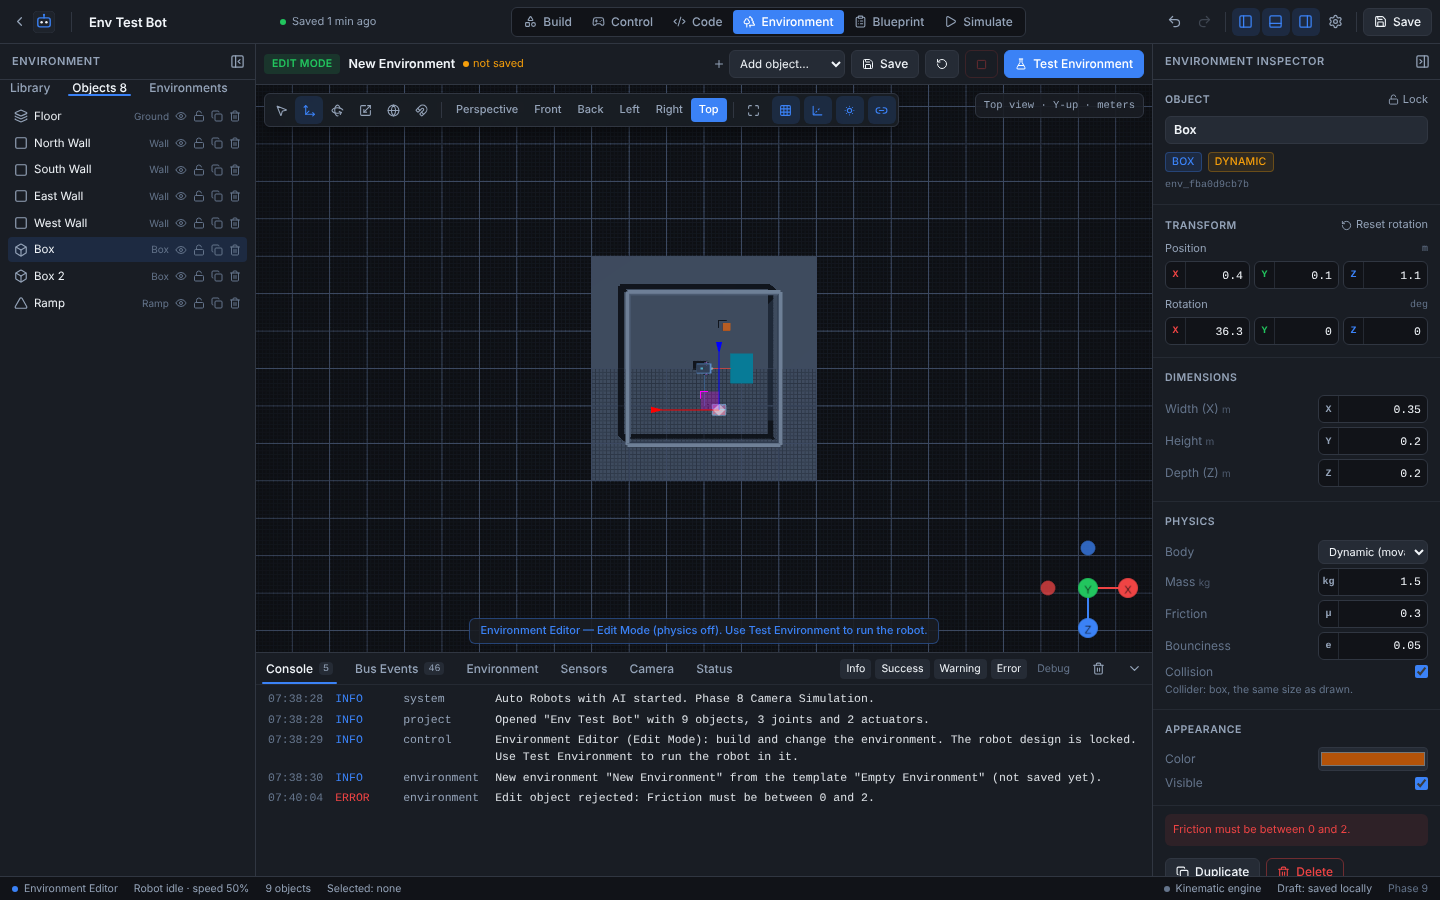 Env Test Bot
Saved 1 min ago
Build
Control
Code
Environment
Blueprint
Simulate
Save
ENVIRONMENT
Library
Objects 8
Environments
Floor Ground
North Wall Wall
South Wall Wall
East Wall Wall
West Wall Wall
Box Box
Box 2 Box
Ramp Ramp
EDIT MODE
New Environment
not saved
+
Add object...
Save
Test Environment
Perspective
Front
Back
Left
Right
Top
Top view · Y-up · meters
Y
X
Z
Environment Editor — Edit Mode (physics off). Use Test Environment to run the robot.
Console 5
Bus Events 46
Environment
Sensors
Camera
Status
Info
Success
Warning
Error
Debug
07:38:28 INFO system Auto Robots with AI started. Phase 8 Camera Simulation.
07:38:28 INFO project Opened "Env Test Bot" with 9 objects, 3 joints and 2 actuators.
07:38:29 INFO control Environment Editor (Edit Mode): build and change the environment. The robot design is locked.
Use Test Environment to run the robot in it.
07:38:30 INFO environment New environment "New Environment" from the template "Empty Environment" (not saved yet).
07:40:04 ERROR environment Edit object rejected: Friction must be between 0 and 2.
ENVIRONMENT INSPECTOR
OBJECT
Lock
Box
BOX
DYNAMIC
env_fba0d9cb7b
TRANSFORM
Reset rotation
Position m
X 0.4
Y 0.1
Z 1.1
Rotation deg
X 36.3
Y 0
Z 0
DIMENSIONS
Width (X) m X 0.35
Height m Y 0.2
Depth (Z) m Z 0.2
PHYSICS
Body Dynamic (mova
Mass kg kg 1.5
Friction μ 0.3
Bounciness e 0.05
Collision
Collider: box, the same size as drawn.
APPEARANCE
Color
Visible
Friction must be between 0 and 2.
Duplicate
Delete
Environment Editor
Robot idle · speed 50%
9 objects
Selected: none
Kinematic engine
Draft: saved locally
Phase 9